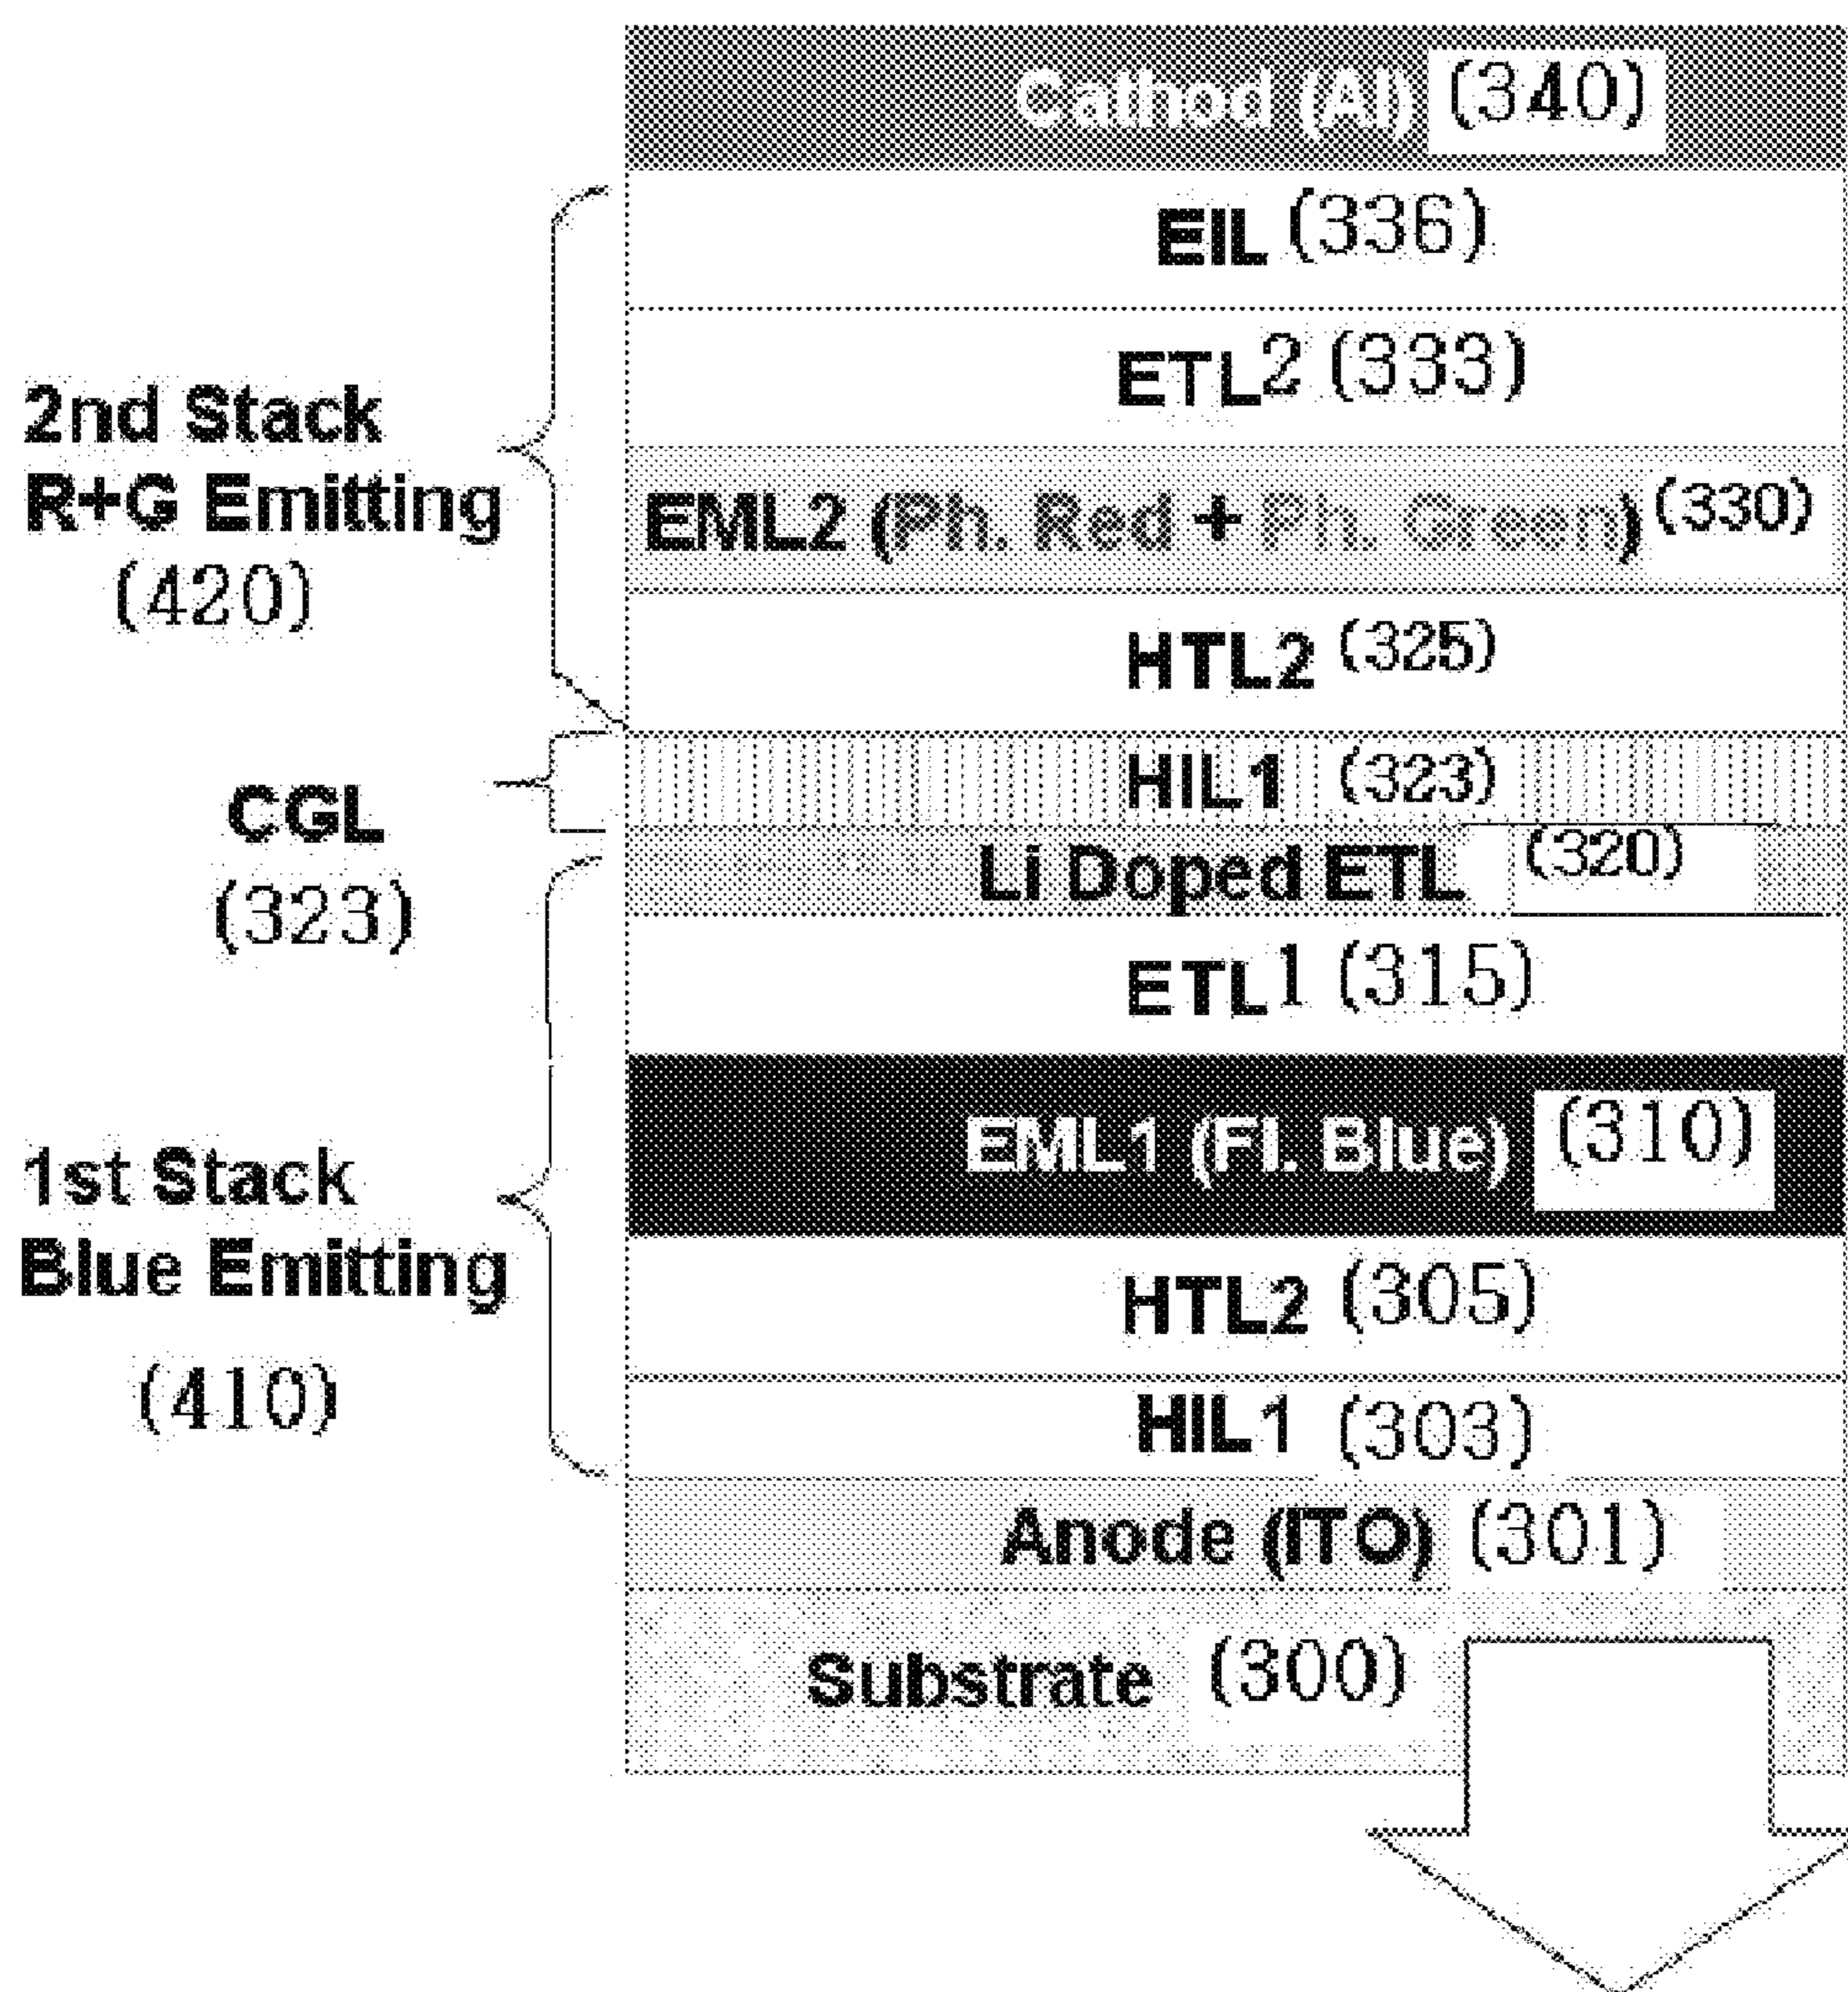 Cathod (Al) (340)
EIL (336)
ETL2 (333)
2nd Stack
R+G Emitting
(420)
EML2 (Ph. Red + Ph. Green) (330)
HTL2 (325)
CGL
(323)
HIL1 (323)
Li Doped ETL (320)
ETL1 (315)
1st Stack
Blue Emitting
(410)
EML1 (Fl. Blue) (310)
HTL2 (305)
HIL1 (303)
Anode (ITO) (301)
Substrate (300)